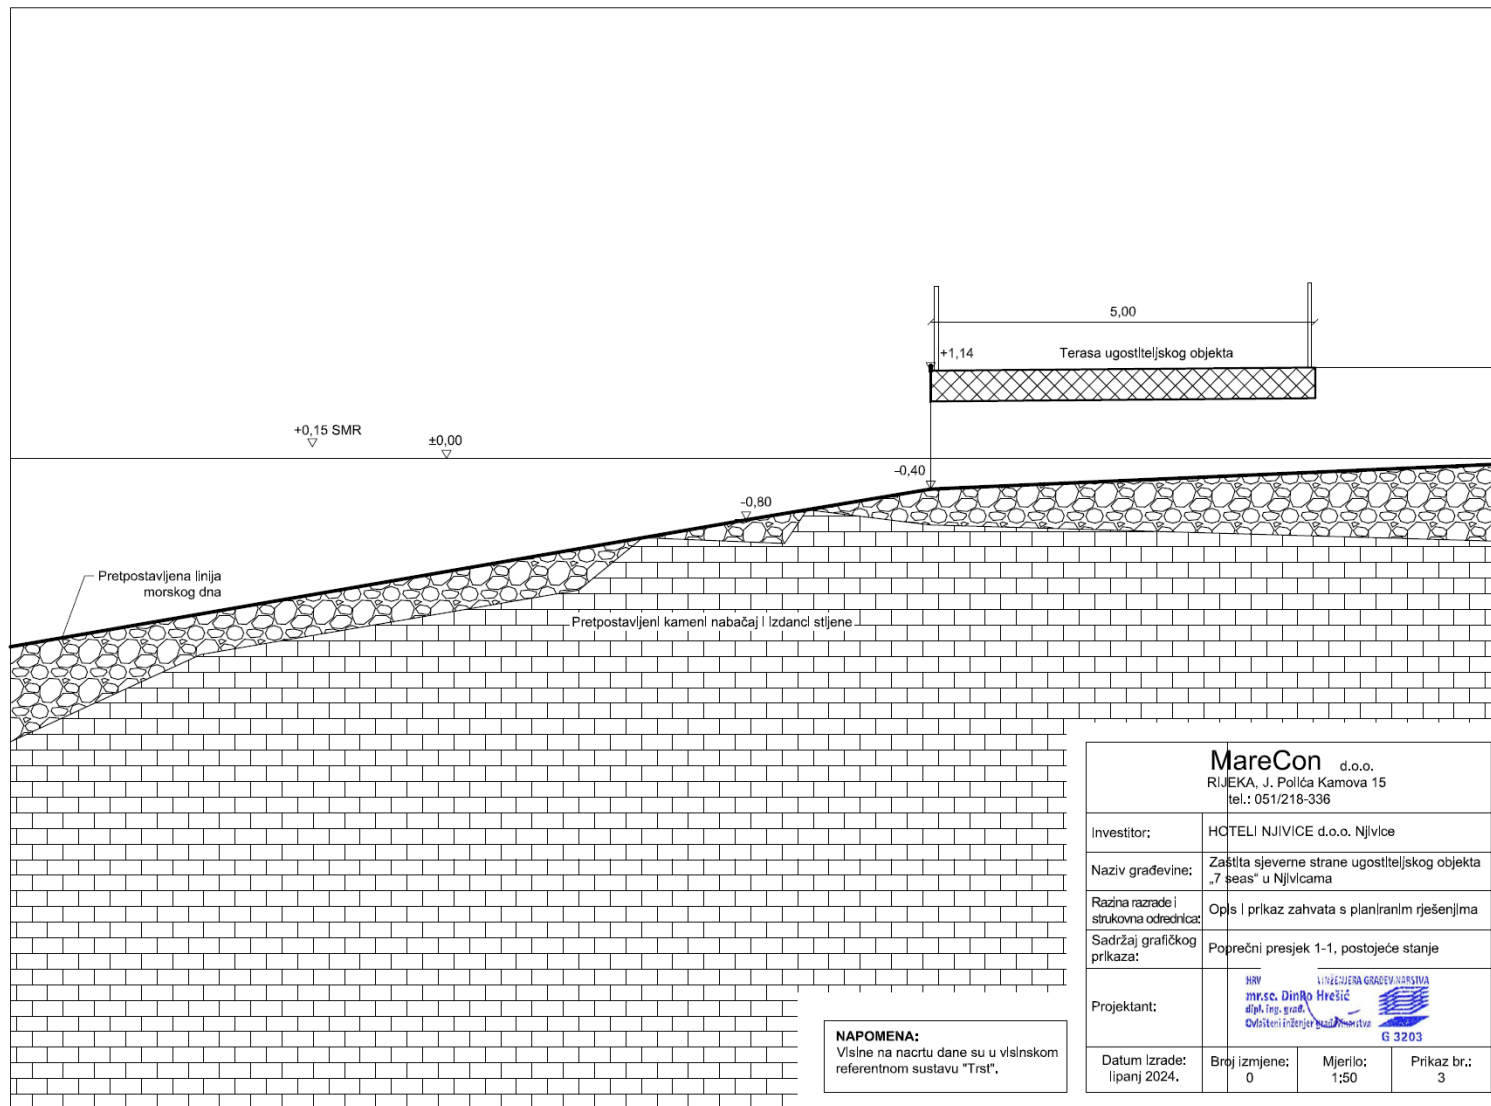 5,00
+1,14
Terasa ugostiteljskog objekta
+0,15 SMR
±0,00
-0,40
-0,80
Pretpostavljena linija
morskog dna
Pretpostavljeni kameni nabačaj i izdanci stijene
MareCon d.o.o.
RIJEKA, J. Polića Kamova 15
tel.: 051/218-336
Investitor:
HOTELI NJIVICE d.o.o. Njivice
Naziv građevine:
Zaštita sjeverne strane ugostiteljskog objekta
„7 seas“ u Njivicama
Razina razrade i
strukovna odrednica:
Opis i prikaz zahvata s planiranim rješenjima
Sadržaj grafičkog
prikaza:
Poprečni presjek 1-1, postojeće stanje
Projektant:
mr.sc. Dinko Hrešić
dipl. ing. građ.
Ovlašteni inženjer građevinarstva
G 3203
Datum izrade:
lipanj 2024.
Broj izmjene:
0
Mjerilo:
1:50
Prikaz br.:
3
NAPOMENA:
Visine na nacrtu dane su u visinskom
referentnom sustavu "Trst".